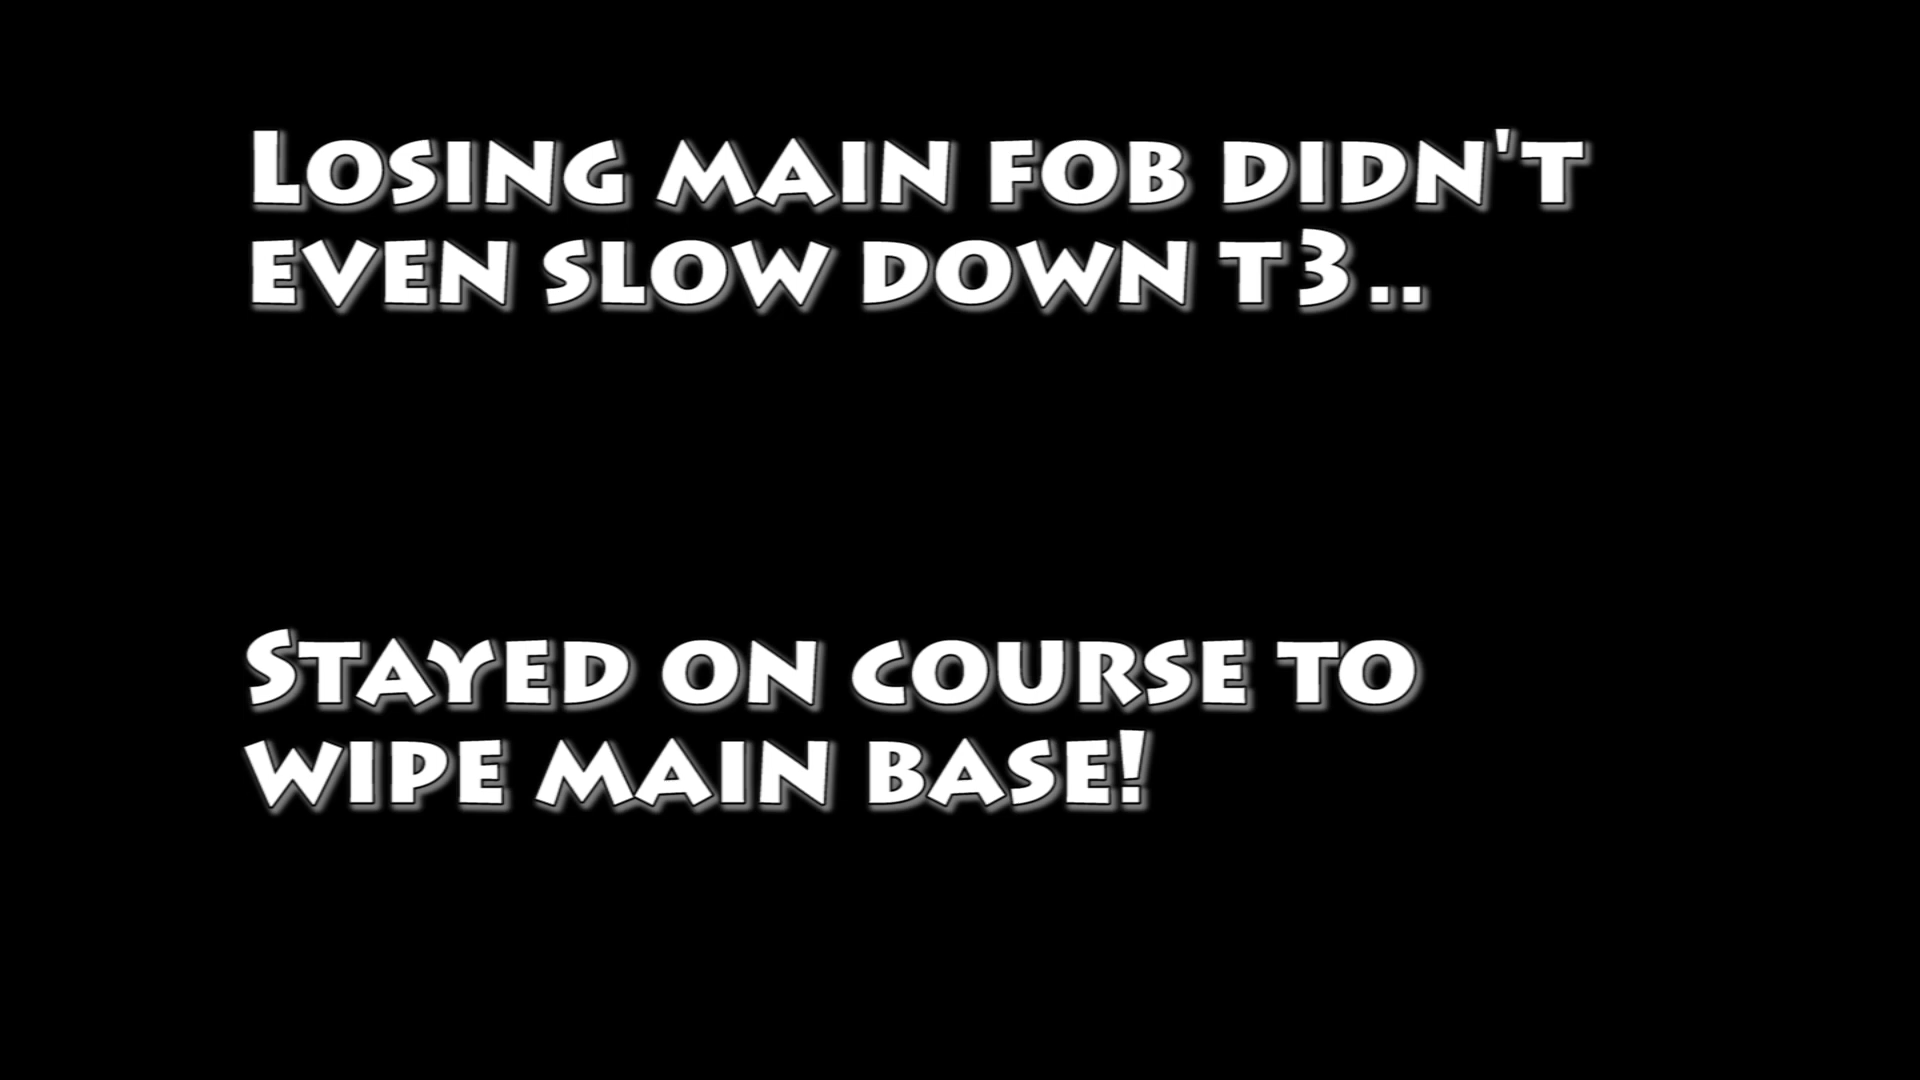 Losing main fob didn't
even slow down t3..
Stayed on course to
wipe main base!